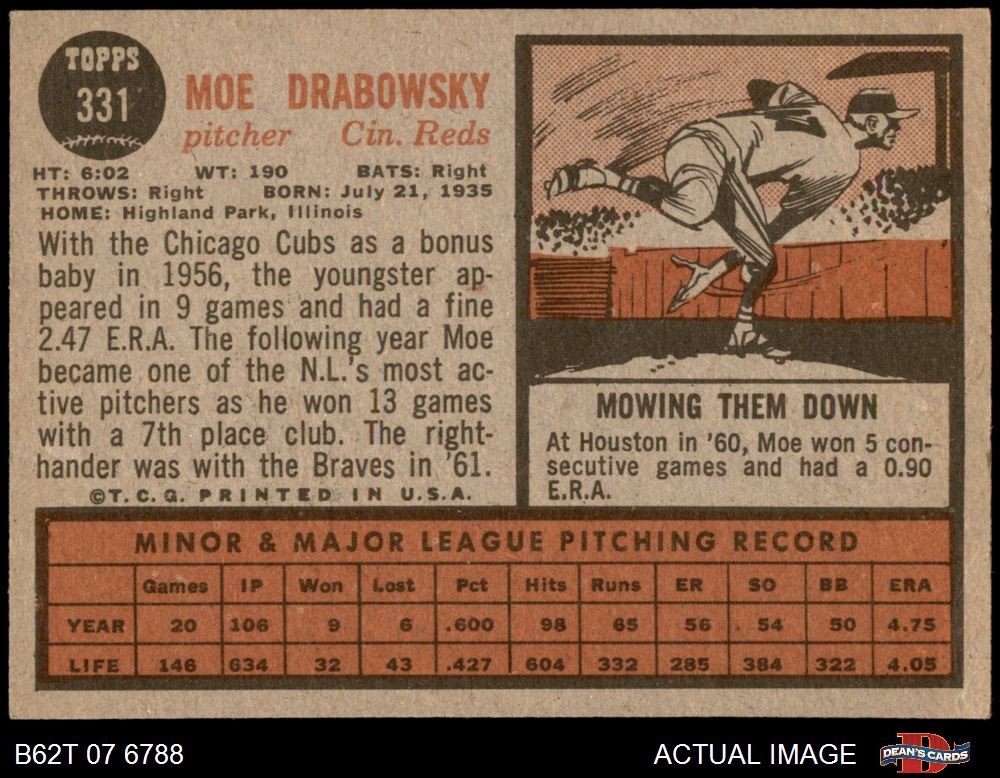 TOPPS
331
MOE DRABOWSKY
pitcher Cin. Reds
HT: 6:02 WT: 190 BATS: Right
THROWS: Right BORN: July 21, 1935
HOME: Highland Park, Illinois
With the Chicago Cubs as a bonus
baby in 1956, the youngster ap-
peared in 9 games and had a fine
2.47 E.R.A. The following year Moe
became one of the N.L.'s most ac-
tive pitchers as he won 13 games
with a 7th place club. The right-
hander was with the Braves in '61.
©T.C.G. PRINTED IN U.S.A.
MOWING THEM DOWN
At Houston in '60, Moe won 5 con-
secutive games and had a 0.90
E.R.A.
MINOR & MAJOR LEAGUE PITCHING RECORD
Games IP Won Lost Pct Hits Runs ER SO BB ERA
YEAR 20 106 9 6 .600 98 65 56 54 50 4.75
LIFE 146 634 32 43 .427 604 332 285 384 322 4.05
B62T 07 6788 ACTUAL IMAGE DEAN'S CARDS